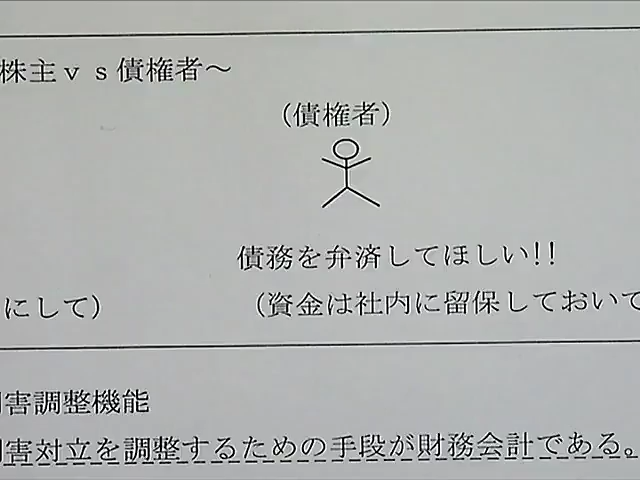 株主ｖｓ債権者～
（債権者）
債務を弁済してほしい!!
にして）
（資金は社内に留保しておいて
害調整機能
害対立を調整するための手段が財務会計である。